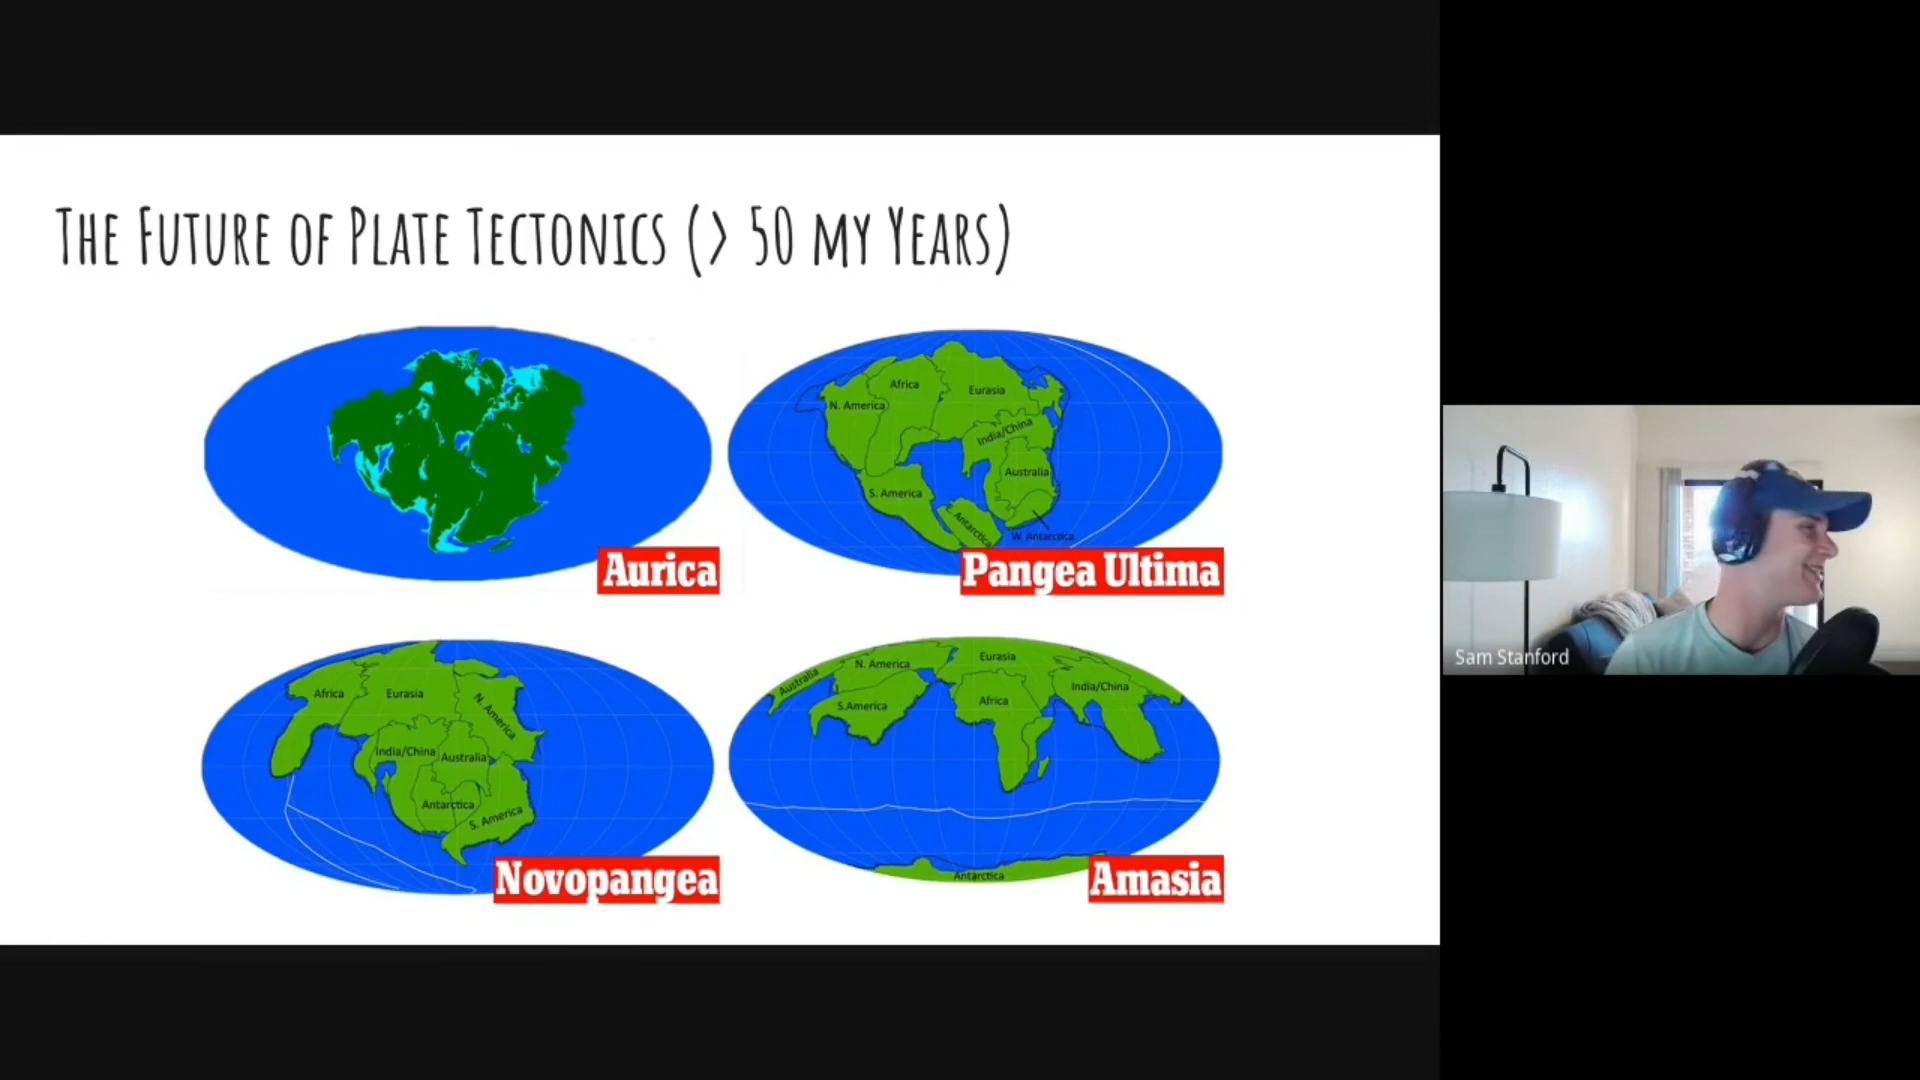 The Future of Plate Tectonics (> 50 my Years)
Aurica
Africa
Eurasia
N. America
India/China
Australia
S. America
E. Antarctica
W. Antarctica
Pangea Ultima
Africa
Eurasia
N. America
India/China
Australia
Antarctica
S. America
Novopangea
Australia
N. America
Eurasia
India/China
S.America
Africa
Antarctica
Amasia
Sam Stanford